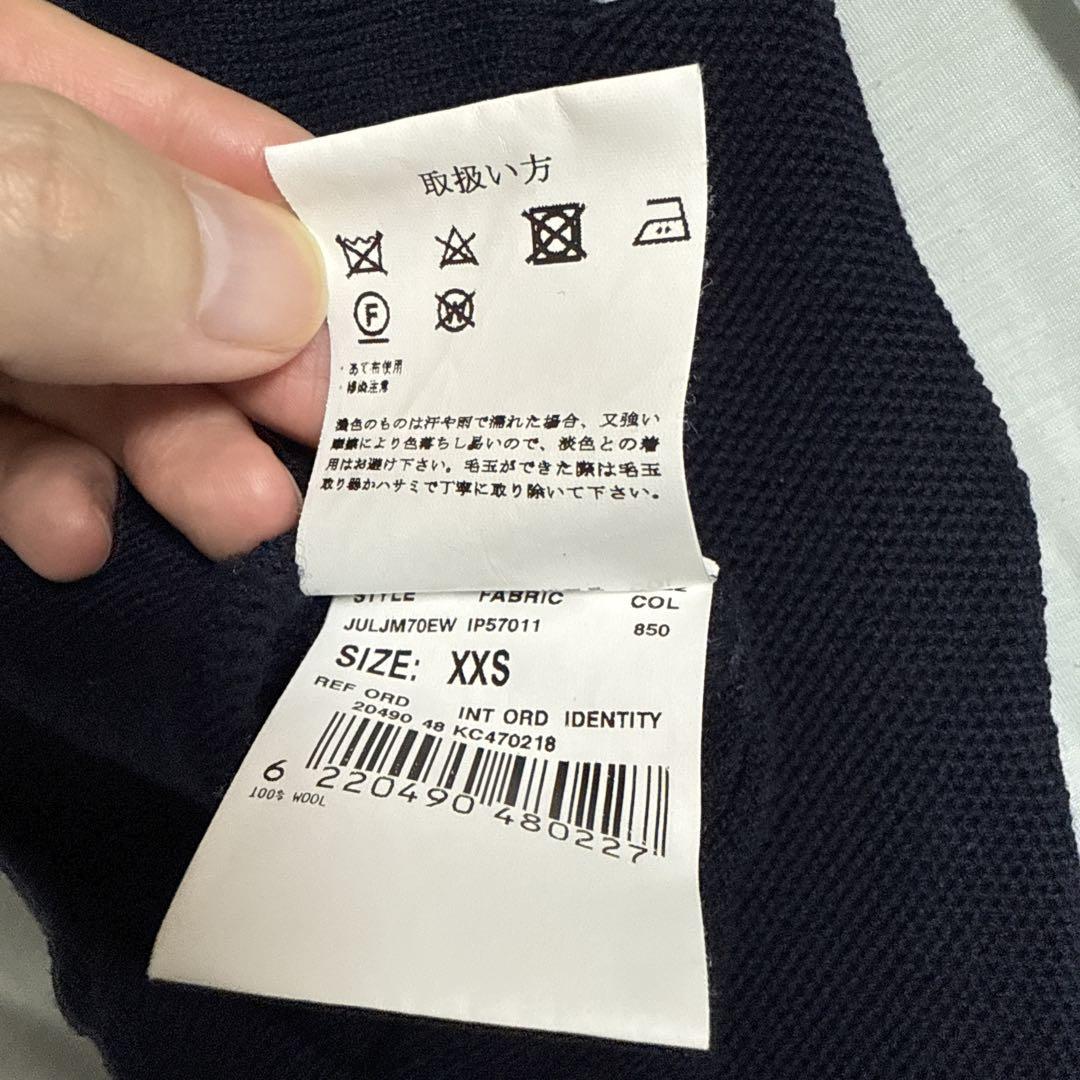 取扱い方
F
W
・あて布使用
濃色のものは汗や雨で濡れた場合、又強い
摩擦により色落ちし易いので、淡色との着
用はお避け下さい。毛玉ができた際は毛玉
取り器かハサミで丁寧に取り除いて下さい。
STYLE FABRIC COL
JULJM70EW IP57011 850
SIZE: XXS
REF ORD INT ORD IDENTITY
20490 48 KC470218
6 220490 480227
100% WOOL